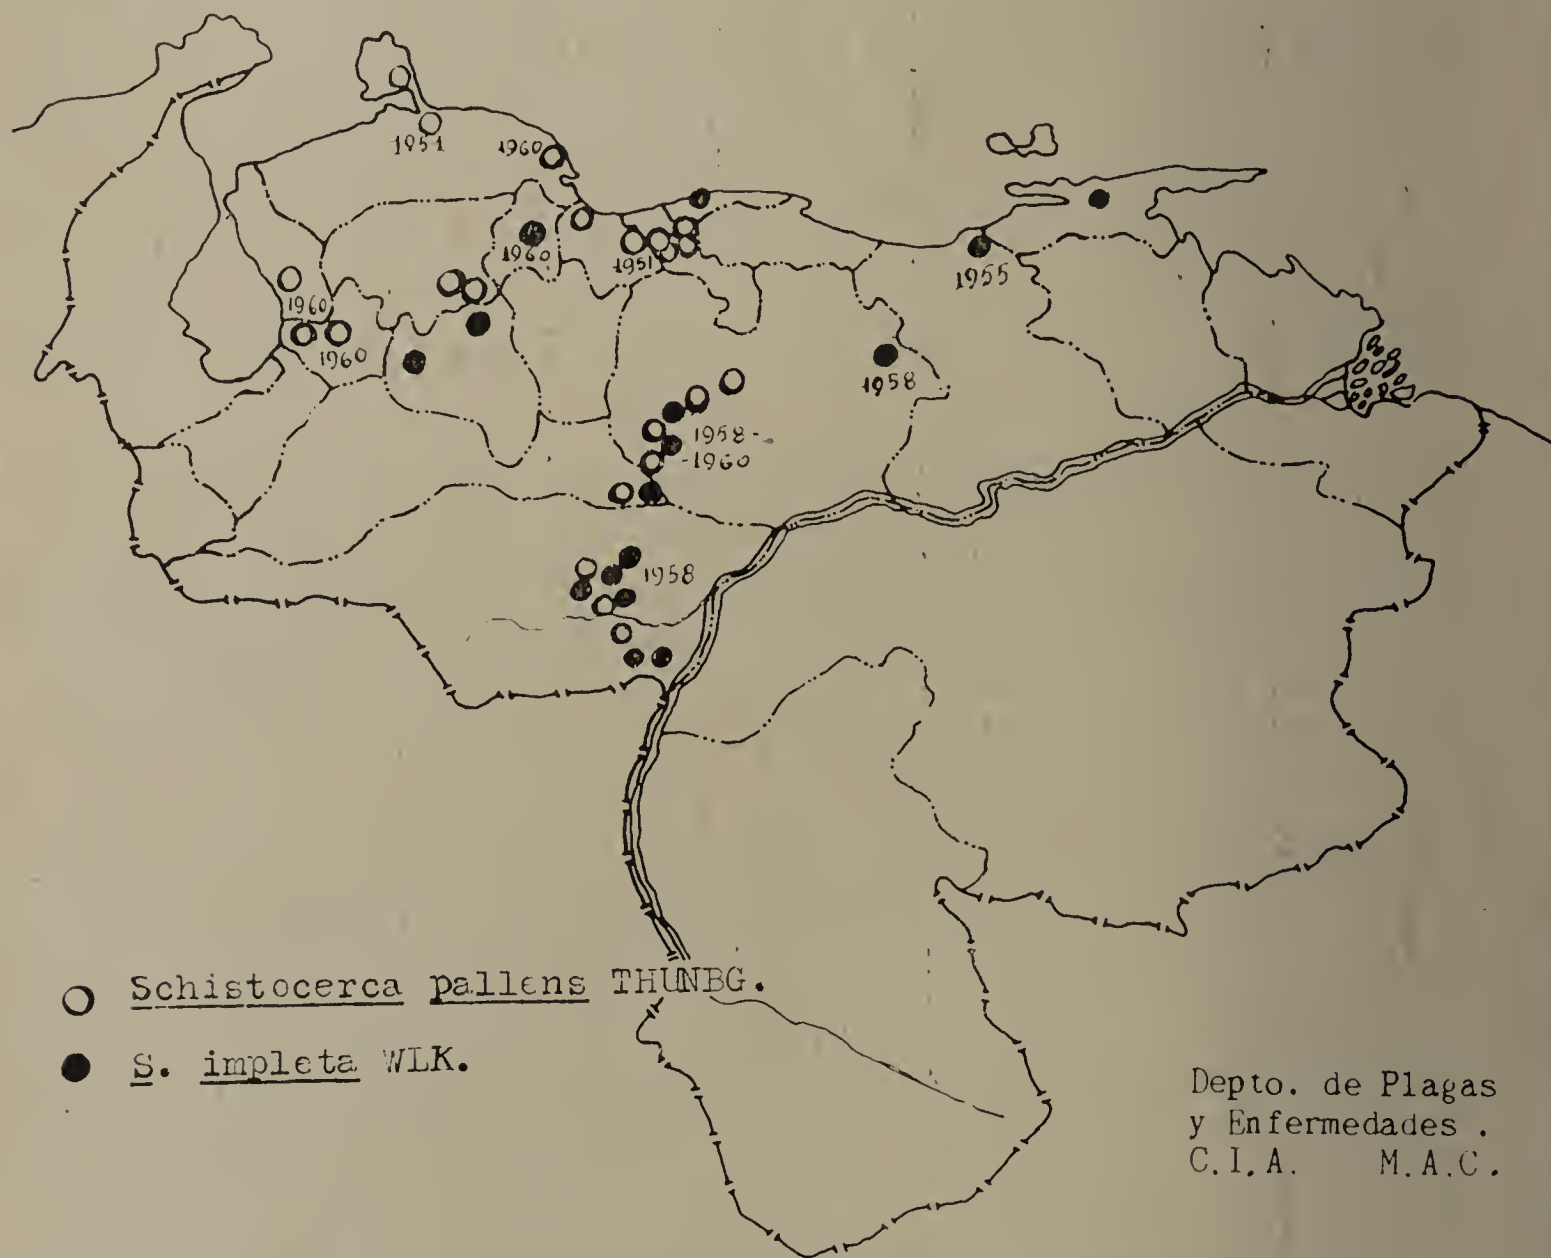 1951
1960
1960
1951
1955
1960
1960
1958
1958-
-1960
1958
Schistocerca pallens THUNBG.
S. impleta WLK.
Depto. de Plagas
y Enfermedades.
C.I.A. M.A.C.